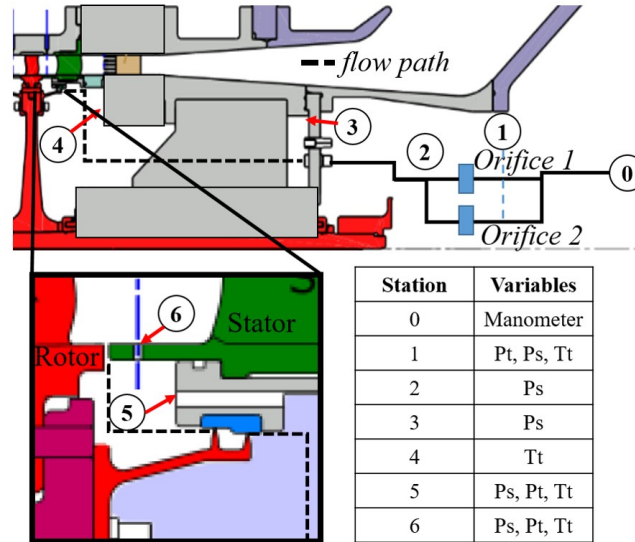 flow path
4
3
2
1
0
Orifice 1
Orifice 2
6
Stator
Rotor
5
Station Variables
0 Manometer
1 Pt, Ps, Tt
2 Ps
3 Ps
4 Tt
5 Ps, Pt, Tt
6 Ps, Pt, Tt